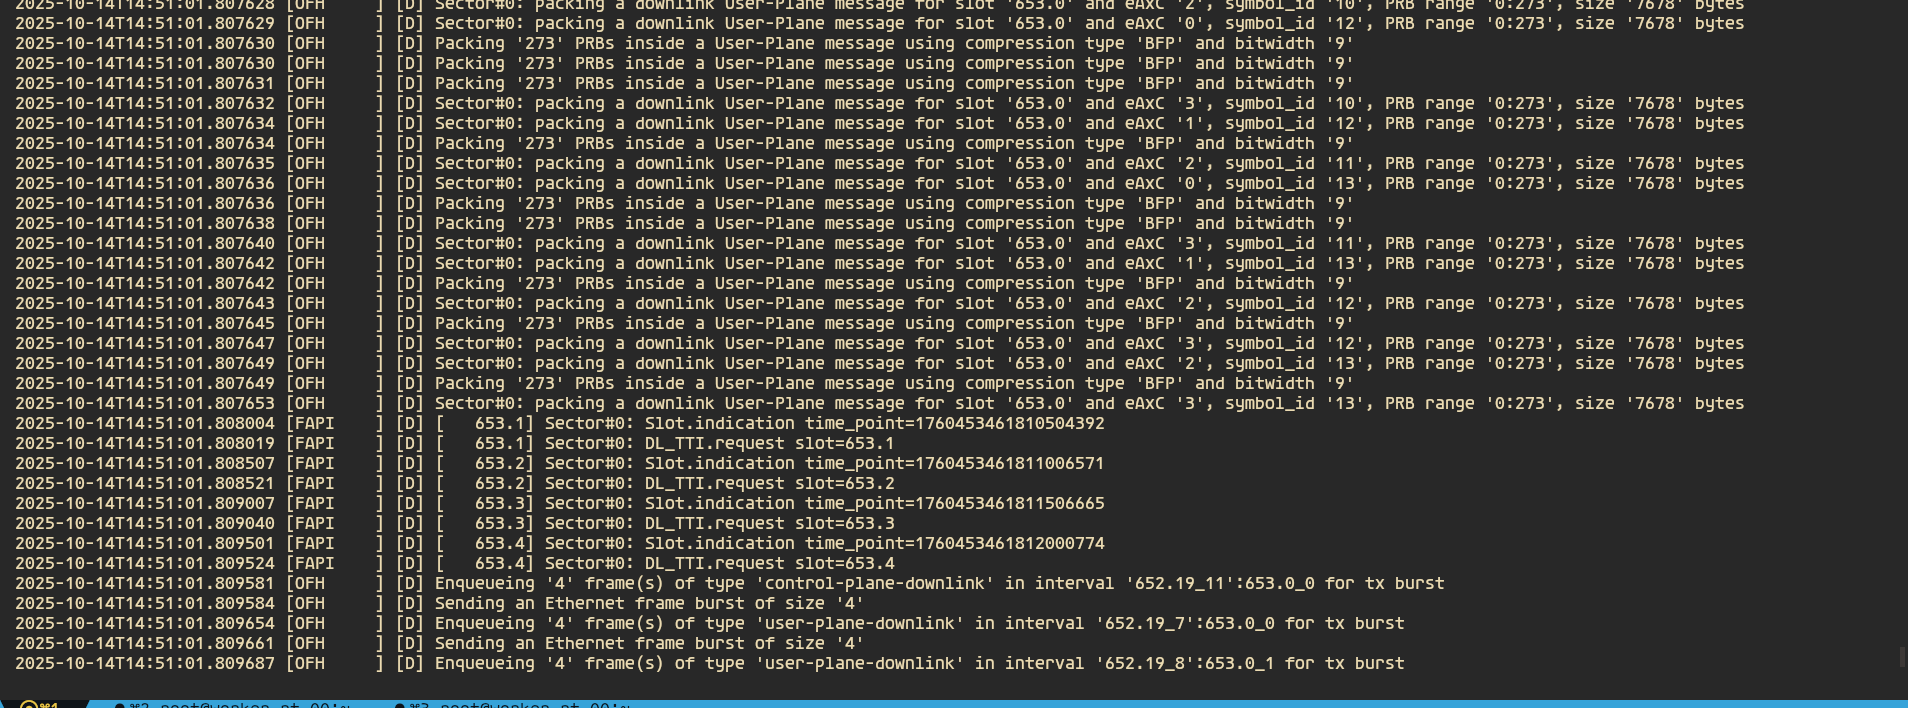 2025-10-14T14:51:01.807628 [OFH     ] [D] Sector#0: packing a downlink User-Plane message for slot '653.0' and eAxC '2', symbol_id '10', PRB range '0:273', size '7678' bytes
2025-10-14T14:51:01.807629 [OFH     ] [D] Sector#0: packing a downlink User-Plane message for slot '653.0' and eAxC '0', symbol_id '12', PRB range '0:273', size '7678' bytes
2025-10-14T14:51:01.807630 [OFH     ] [D] Packing '273' PRBs inside a User-Plane message using compression type 'BFP' and bitwidth '9'
2025-10-14T14:51:01.807630 [OFH     ] [D] Packing '273' PRBs inside a User-Plane message using compression type 'BFP' and bitwidth '9'
2025-10-14T14:51:01.807631 [OFH     ] [D] Packing '273' PRBs inside a User-Plane message using compression type 'BFP' and bitwidth '9'
2025-10-14T14:51:01.807632 [OFH     ] [D] Sector#0: packing a downlink User-Plane message for slot '653.0' and eAxC '3', symbol_id '10', PRB range '0:273', size '7678' bytes
2025-10-14T14:51:01.807634 [OFH     ] [D] Sector#0: packing a downlink User-Plane message for slot '653.0' and eAxC '1', symbol_id '12', PRB range '0:273', size '7678' bytes
2025-10-14T14:51:01.807634 [OFH     ] [D] Packing '273' PRBs inside a User-Plane message using compression type 'BFP' and bitwidth '9'
2025-10-14T14:51:01.807635 [OFH     ] [D] Sector#0: packing a downlink User-Plane message for slot '653.0' and eAxC '2', symbol_id '11', PRB range '0:273', size '7678' bytes
2025-10-14T14:51:01.807636 [OFH     ] [D] Sector#0: packing a downlink User-Plane message for slot '653.0' and eAxC '0', symbol_id '13', PRB range '0:273', size '7678' bytes
2025-10-14T14:51:01.807636 [OFH     ] [D] Packing '273' PRBs inside a User-Plane message using compression type 'BFP' and bitwidth '9'
2025-10-14T14:51:01.807638 [OFH     ] [D] Packing '273' PRBs inside a User-Plane message using compression type 'BFP' and bitwidth '9'
2025-10-14T14:51:01.807640 [OFH     ] [D] Sector#0: packing a downlink User-Plane message for slot '653.0' and eAxC '3', symbol_id '11', PRB range '0:273', size '7678' bytes
2025-10-14T14:51:01.807642 [OFH     ] [D] Sector#0: packing a downlink User-Plane message for slot '653.0' and eAxC '1', symbol_id '13', PRB range '0:273', size '7678' bytes
2025-10-14T14:51:01.807642 [OFH     ] [D] Packing '273' PRBs inside a User-Plane message using compression type 'BFP' and bitwidth '9'
2025-10-14T14:51:01.807643 [OFH     ] [D] Sector#0: packing a downlink User-Plane message for slot '653.0' and eAxC '2', symbol_id '12', PRB range '0:273', size '7678' bytes
2025-10-14T14:51:01.807645 [OFH     ] [D] Packing '273' PRBs inside a User-Plane message using compression type 'BFP' and bitwidth '9'
2025-10-14T14:51:01.807647 [OFH     ] [D] Sector#0: packing a downlink User-Plane message for slot '653.0' and eAxC '3', symbol_id '12', PRB range '0:273', size '7678' bytes
2025-10-14T14:51:01.807649 [OFH     ] [D] Sector#0: packing a downlink User-Plane message for slot '653.0' and eAxC '2', symbol_id '13', PRB range '0:273', size '7678' bytes
2025-10-14T14:51:01.807649 [OFH     ] [D] Packing '273' PRBs inside a User-Plane message using compression type 'BFP' and bitwidth '9'
2025-10-14T14:51:01.807653 [OFH     ] [D] Sector#0: packing a downlink User-Plane message for slot '653.0' and eAxC '3', symbol_id '13', PRB range '0:273', size '7678' bytes
2025-10-14T14:51:01.808004 [FAPI    ] [D] [   653.1] Sector#0: Slot.indication time_point=1760453461810504392
2025-10-14T14:51:01.808019 [FAPI    ] [D] [   653.1] Sector#0: DL_TTI.request slot=653.1
2025-10-14T14:51:01.808507 [FAPI    ] [D] [   653.2] Sector#0: Slot.indication time_point=1760453461811006571
2025-10-14T14:51:01.808521 [FAPI    ] [D] [   653.2] Sector#0: DL_TTI.request slot=653.2
2025-10-14T14:51:01.809007 [FAPI    ] [D] [   653.3] Sector#0: Slot.indication time_point=1760453461811506665
2025-10-14T14:51:01.809040 [FAPI    ] [D] [   653.3] Sector#0: DL_TTI.request slot=653.3
2025-10-14T14:51:01.809501 [FAPI    ] [D] [   653.4] Sector#0: Slot.indication time_point=1760453461812000774
2025-10-14T14:51:01.809524 [FAPI    ] [D] [   653.4] Sector#0: DL_TTI.request slot=653.4
2025-10-14T14:51:01.809581 [OFH     ] [D] Enqueueing '4' frame(s) of type 'control-plane-downlink' in interval '652.19_11':653.0_0 for tx burst
2025-10-14T14:51:01.809584 [OFH     ] [D] Sending an Ethernet frame burst of size '4'
2025-10-14T14:51:01.809654 [OFH     ] [D] Enqueueing '4' frame(s) of type 'user-plane-downlink' in interval '652.19_7':653.0_0 for tx burst
2025-10-14T14:51:01.809661 [OFH     ] [D] Sending an Ethernet frame burst of size '4'
2025-10-14T14:51:01.809687 [OFH     ] [D] Enqueueing '4' frame(s) of type 'user-plane-downlink' in interval '652.19_8':653.0_1 for tx burst